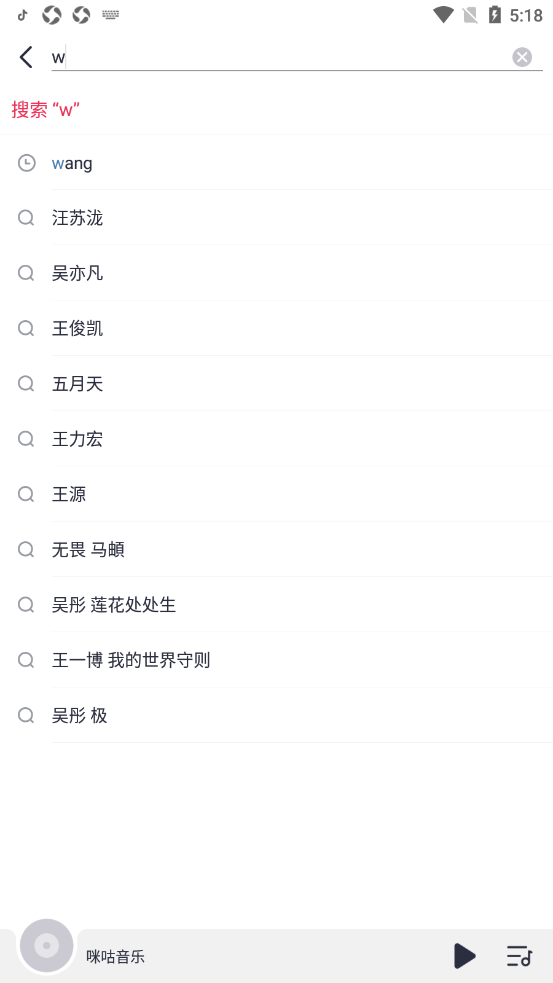 5:18
w
搜索 “w”
wang
汪苏泷
吴亦凡
王俊凯
五月天
王力宏
王源
无畏 马頔
吴彤 莲花处处生
王一博 我的世界守则
吴彤 极
咪咕音乐